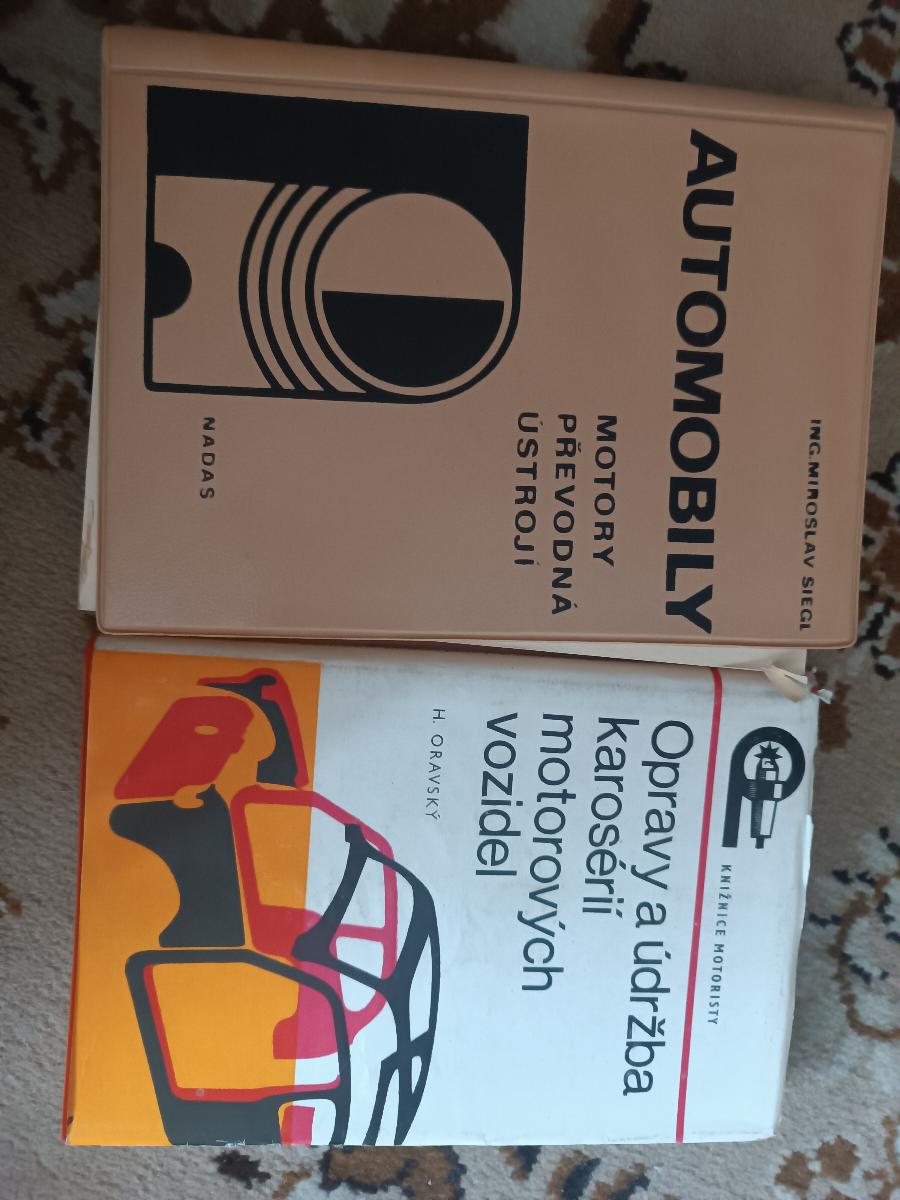 ING. MIROSLAV SIEGL
AUTOMOBILY
MOTORY
PŘEVODNÁ
ÚSTROJÍ
NADAS
KNIŽNICE MOTORISTY
Opravy a údržba
karosérií
motorových
vozidel
H. ORAVSKÝ